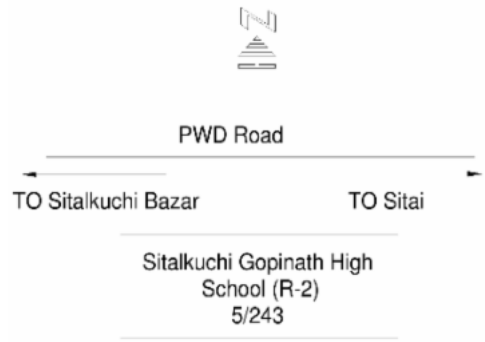 N
PWD Road
TO Sitalkuchi Bazar
TO Sitai
Sitalkuchi Gopinath High
School (R-2)
5/243